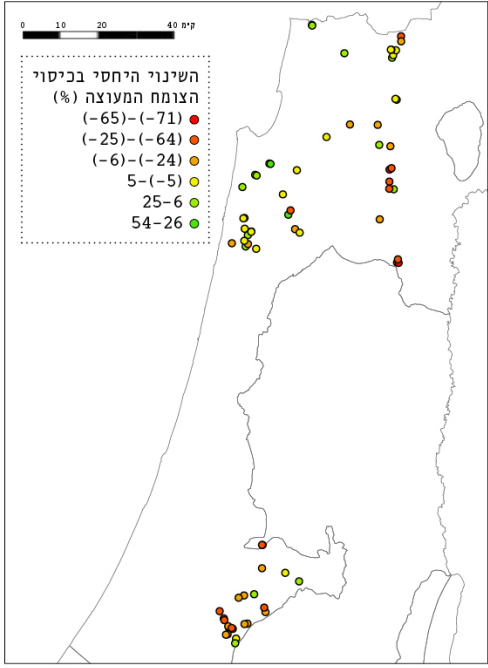 0 10 20 40 ק״מ
השינוי היחסי בכיסוי
הצומח המעוצה (%)
(-65)-(-71)
(-25)-(-64)
(-6)-(-24)
5-(-5)
25-6
54-26